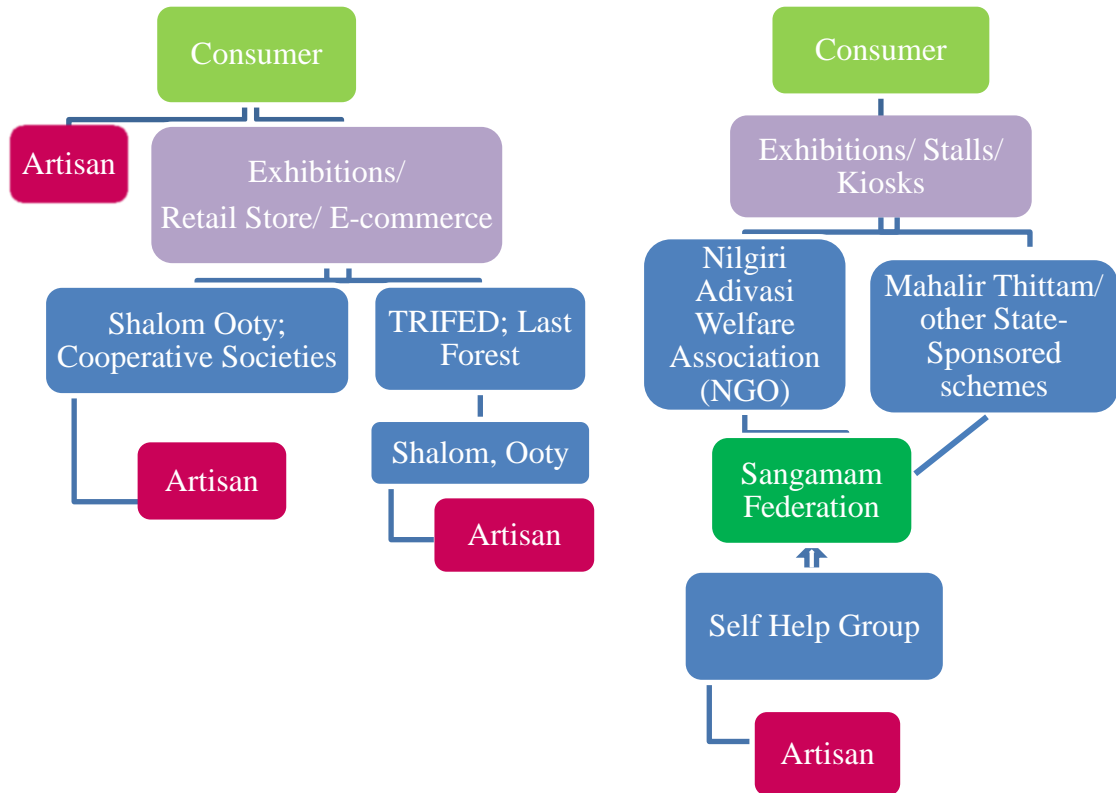 Consumer
Artisan
Exhibitions/
Retail Store/ E-commerce
Shalom Ooty;
Cooperative Societies
TRIFED; Last
Forest
Shalom, Ooty
Artisan
Artisan
Consumer
Exhibitions/ Stalls/
Kiosks
Nilgiri
Adivasi
Welfare
Association
(NGO)
Mahalir Thittam/
other State-
Sponsored
schemes
Sangamam
Federation
Self Help Group
Artisan